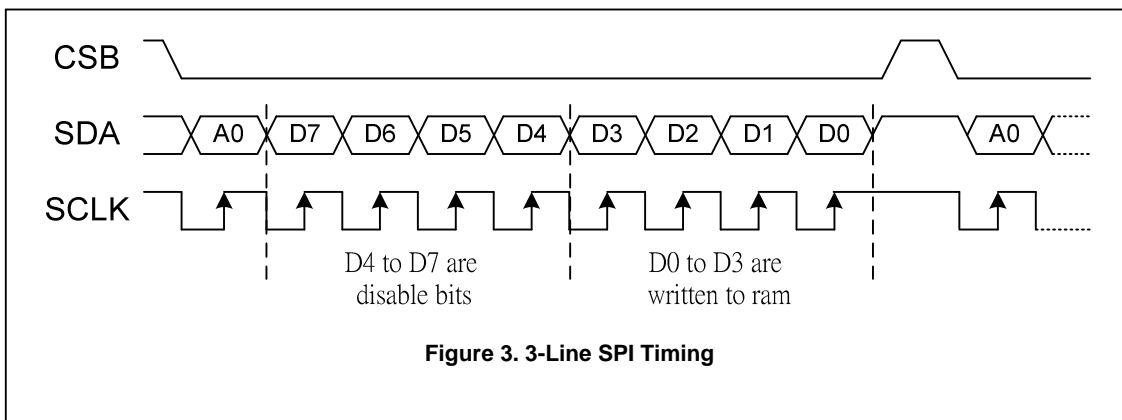 CSB
SDA A0 D7 D6 D5 D4 D3 D2 D1 D0 A0
SCLK
D4 to D7 are
disable bits
D0 to D3 are
written to ram
Figure 3. 3-Line SPI Timing